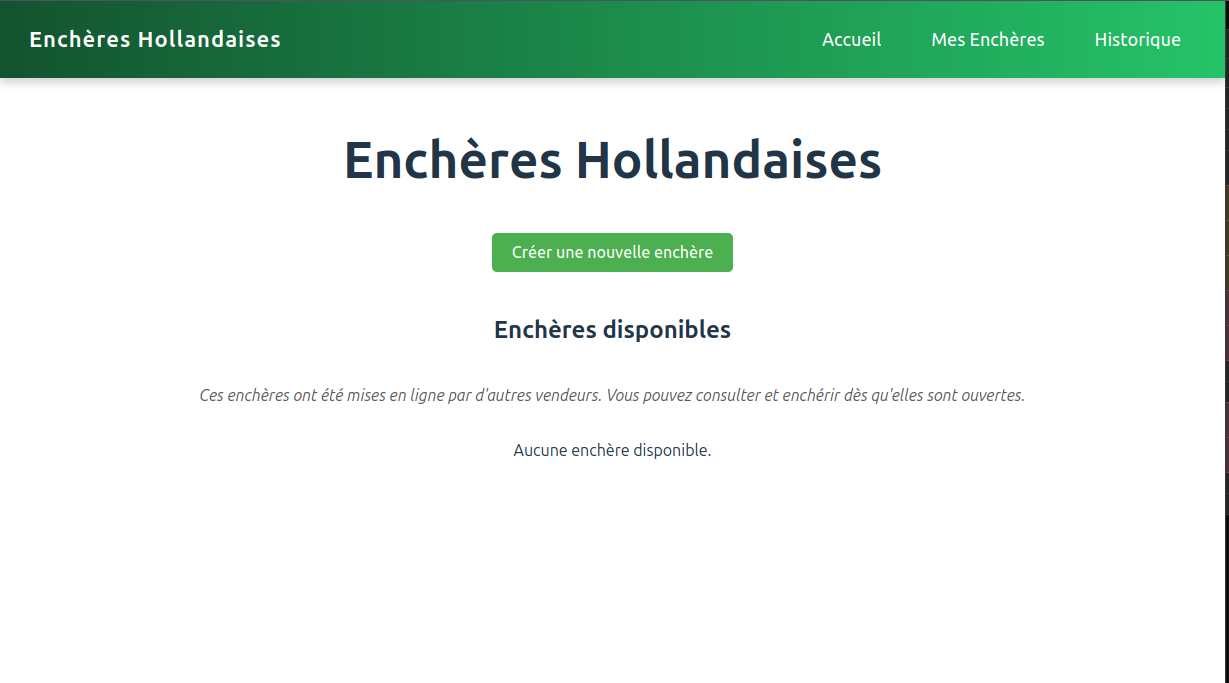 Enchères Hollandaises
Accueil
Mes Enchères
Historique
Enchères Hollandaises
Créer une nouvelle enchère
Enchères disponibles
Ces enchères ont été mises en ligne par d'autres vendeurs. Vous pouvez consulter et enchérir dès qu'elles sont ouvertes.
Aucune enchère disponible.